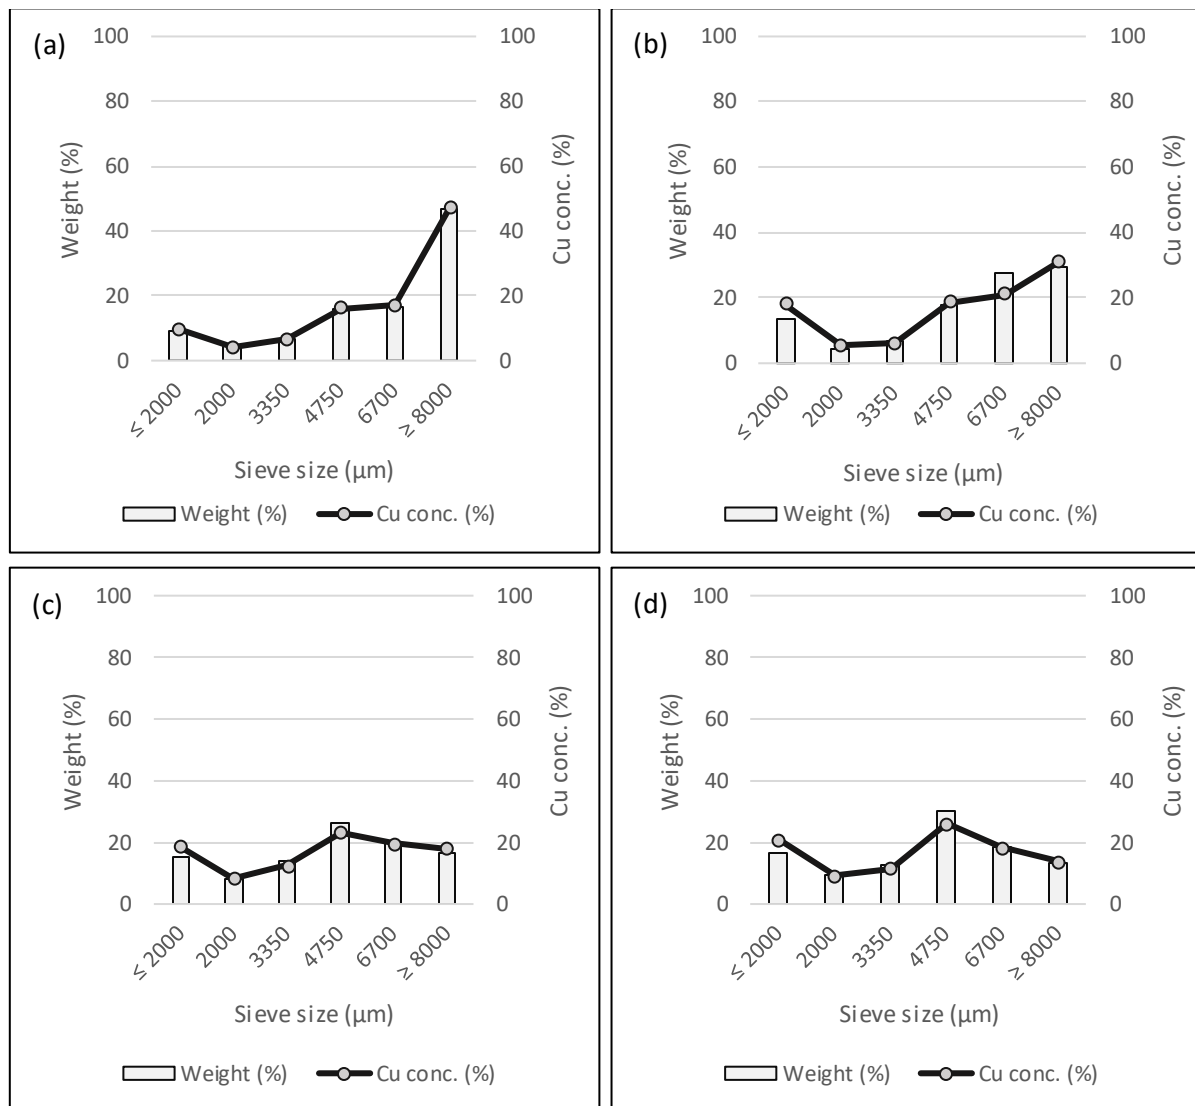 (a)
100 100
80 80
60 60
40 40
20 20
0 0
Weight (%)
Cu conc. (%)
≤ 2000 2000 3350 4750 6700 ≥ 8000
Sieve size (µm)
Weight (%) Cu conc. (%)
(b)
100 100
80 80
60 60
40 40
20 20
0 0
Weight (%)
Cu conc. (%)
≤ 2000 2000 3350 4750 6700 ≥ 8000
Sieve size (µm)
Weight (%) Cu conc. (%)
(c)
100 100
80 80
60 60
40 40
20 20
0 0
Weight (%)
Cu conc. (%)
≤ 2000 2000 3350 4750 6700 ≥ 8000
Sieve size (µm)
Weight (%) Cu conc. (%)
(d)
100 100
80 80
60 60
40 40
20 20
0 0
Weight (%)
Cu conc. (%)
≤ 2000 2000 3350 4750 6700 ≥ 8000
Sieve size (µm)
Weight (%) Cu conc. (%)